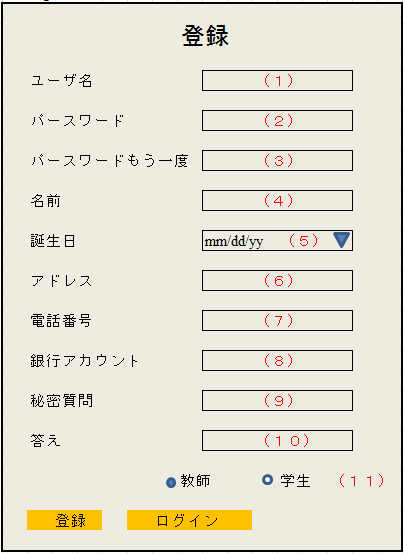 登録
ユーザ名 （１）
パースワード （２）
パースワードもう一度 （３）
名前 （４）
誕生日 mm/dd/yy （５）
アドレス （６）
電話番号 （７）
銀行アカウント （８）
秘密質問 （９）
答え （１０）
教師 学生 （１１）
登録 ログイン